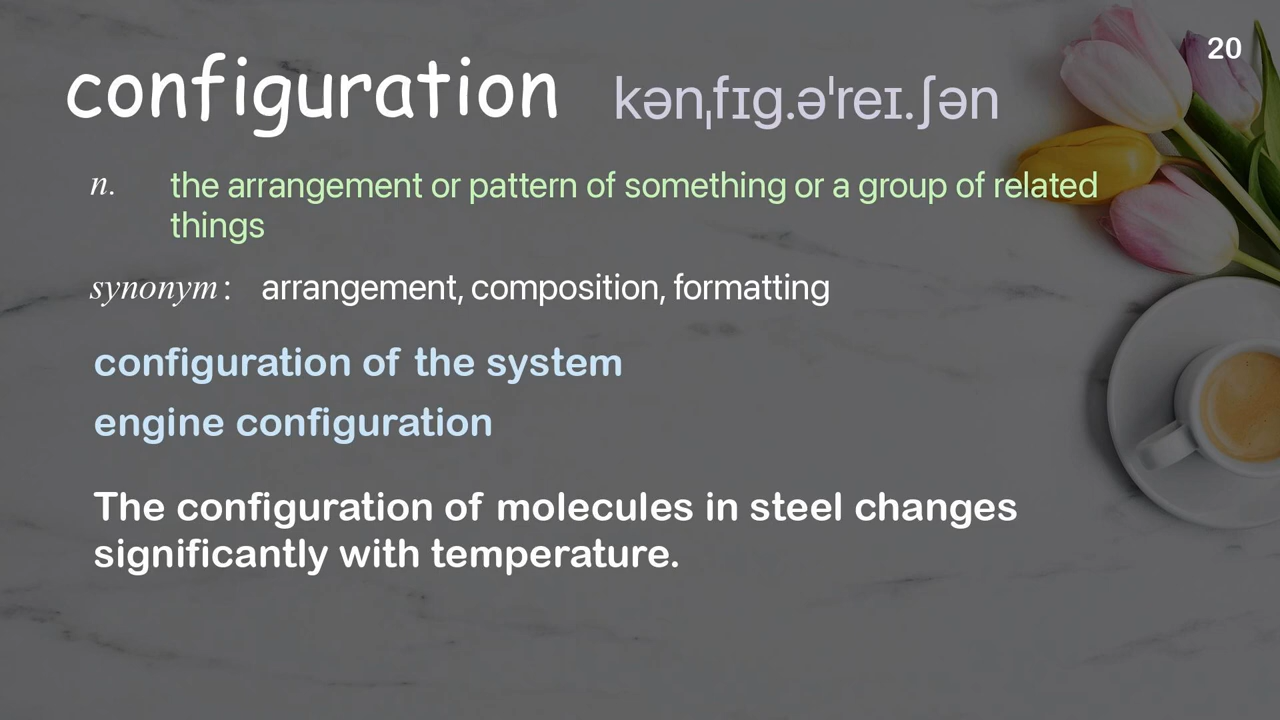 20
configuration kənˌfɪg.əˈreɪ.ʃən
n. the arrangement or pattern of something or a group of related
things
synonym: arrangement, composition, formatting
configuration of the system
engine configuration
The configuration of molecules in steel changes
significantly with temperature.